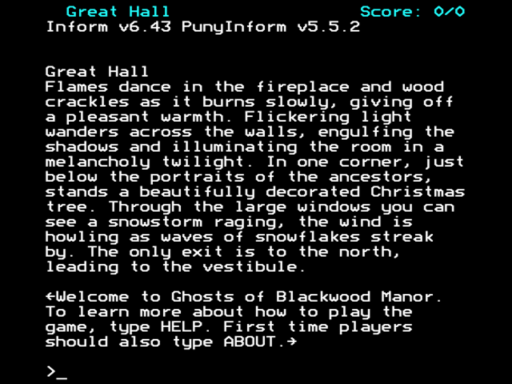 Great Hall Score: 0/0
Inform v6.43 PunyInform v5.5.2
Great Hall
Flames dance in the fireplace and wood
crackles as it burns slowly, giving off
a pleasant warmth. Flickering light
wanders across the walls, engulfing the
shadows and illuminating the room in a
melancholy twilight. In one corner, just
below the portraits of the ancestors,
stands a beautifully decorated Christmas
tree. Through the large windows you can
see a snowstorm raging, the wind is
howling as waves of snowflakes streak
by. The only exit is to the north,
leading to the vestibule.
←Welcome to Ghosts of Blackwood Manor.
To learn more about how to play the
game, type HELP. First time players
should also type ABOUT.→
>_